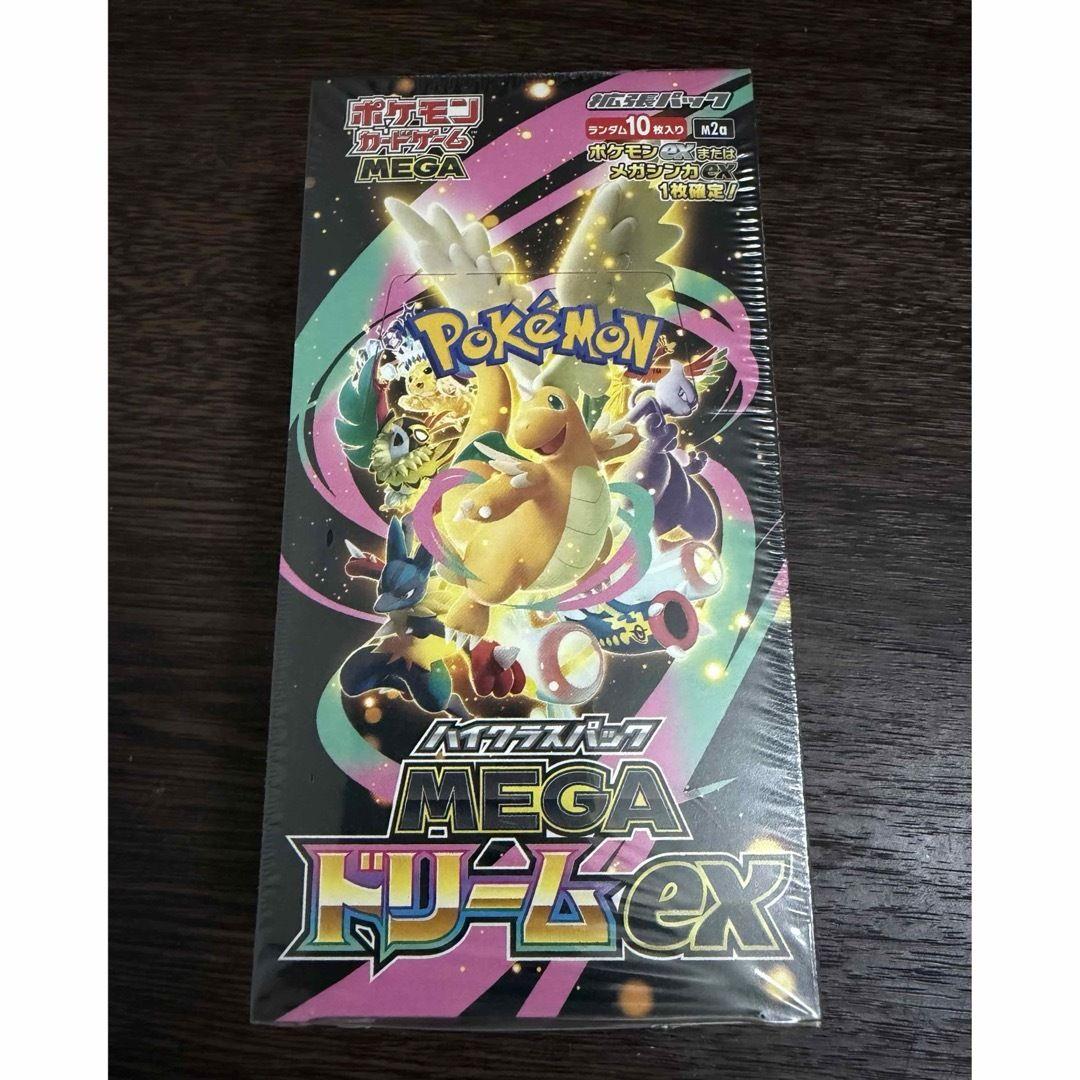 ポケモン
カードゲーム
MEGA
拡張パック
ランダム10枚入り
M2a
ポケモンexまたは
メガシンカex
1枚確定!
POKéMON
TM
ハイクラスパック
MEGA
ドリームex